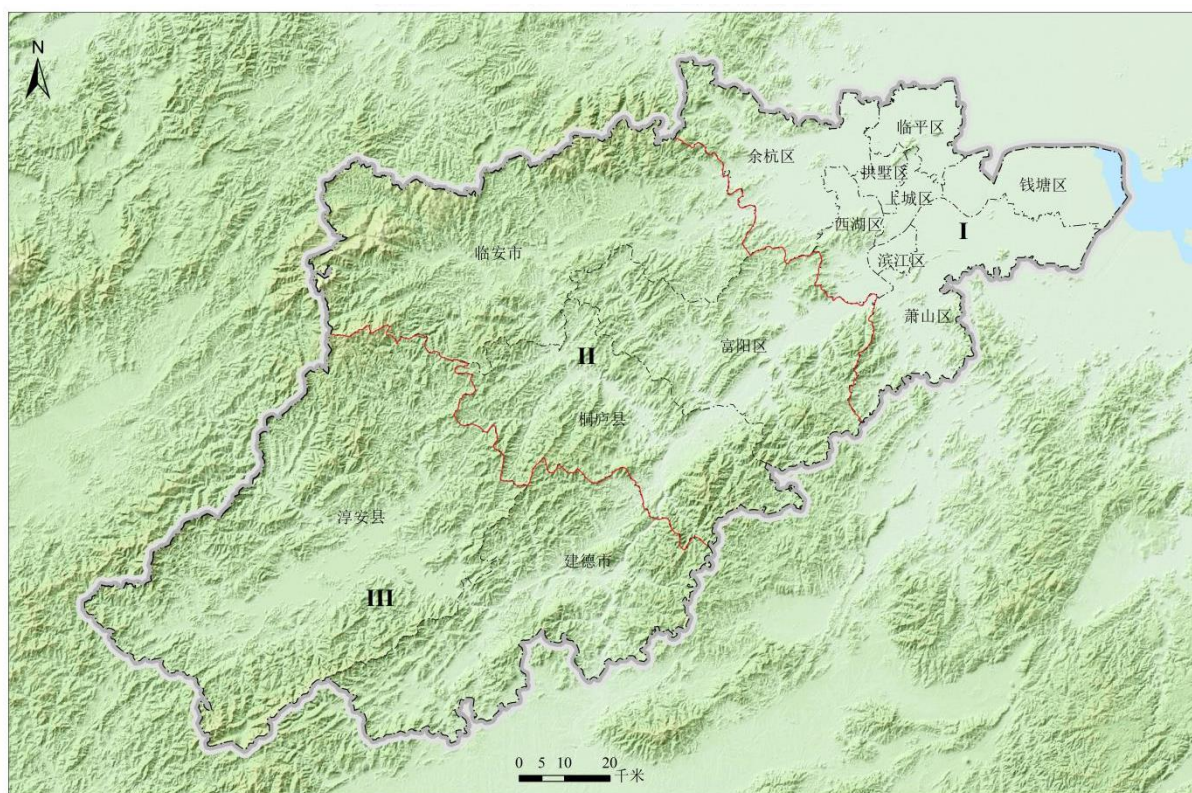 N
临平区
余杭区
拱墅区
钱塘区
上城区
西湖区
I
临安市
滨江区
萧山区
富阳区
II
桐庐县
淳安县
建德市
III
0 5 10 20
千米